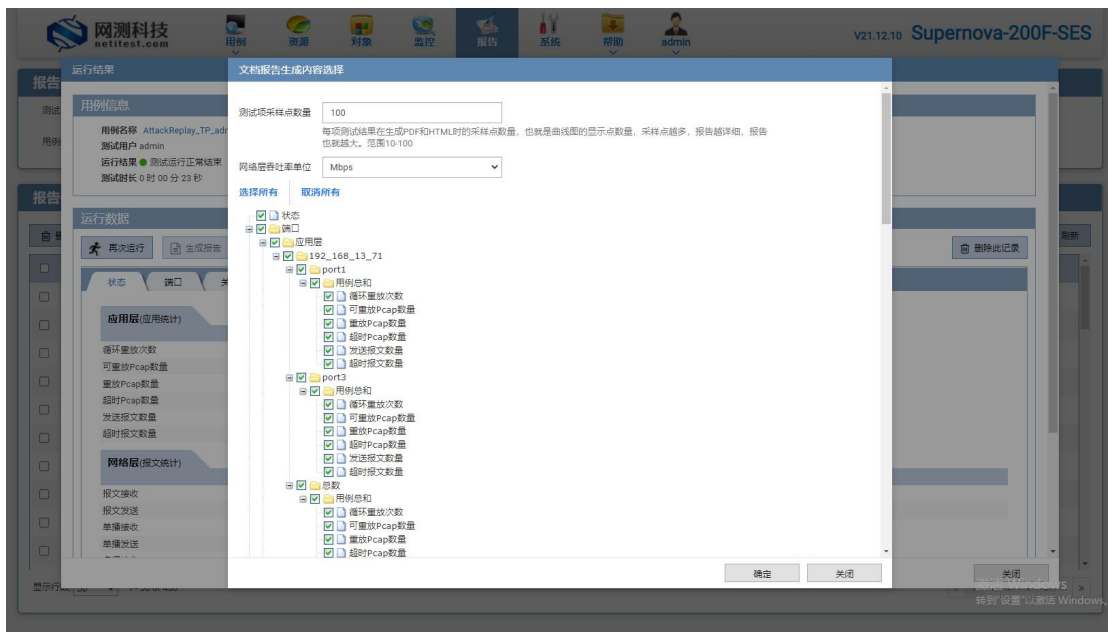 网测科技
netitest.com
用例
资源
对象
监控
报告
系统
帮助
admin
V21.12.10 Supernova-200F-SES
报告
测试
用例
运行结果
用例信息
用例名称 AttackReplay_TP_adr
测试用户 admin
运行结果 测试运行正常结束
测试时长 0 时 00 分 23 秒
报告
运行数据
再次运行
生成报告
删除此记录
刷新
状态
端口
应用层(应用统计)
循环重放次数
可重放Pcap数量
重放Pcap数量
超时Pcap数量
发送报文数量
超时报文数量
网络层(报文统计)
报文接收
报文发送
单播接收
单播发送
文档报告生成内容选择
测试项采样点数量 100
每项测试结果在生成PDF和HTML时的采样点数量，也就是曲线图的显示点数量，采样点越多，报告越详细，报告
也就越大。范围10-100
网络层吞吐率单位 Mbps
选择所有 取消所有
状态
端口
应用层
192_168_13_71
port1
用例总和
循环重放次数
可重放Pcap数量
重放Pcap数量
超时Pcap数量
发送报文数量
超时报文数量
port3
用例总和
循环重放次数
可重放Pcap数量
重放Pcap数量
超时Pcap数量
发送报文数量
超时报文数量
总数
用例总和
循环重放次数
可重放Pcap数量
重放Pcap数量
超时Pcap数量
确定
关闭
关闭
显示行
激活 Windows
转到"设置"以激活 Windows。